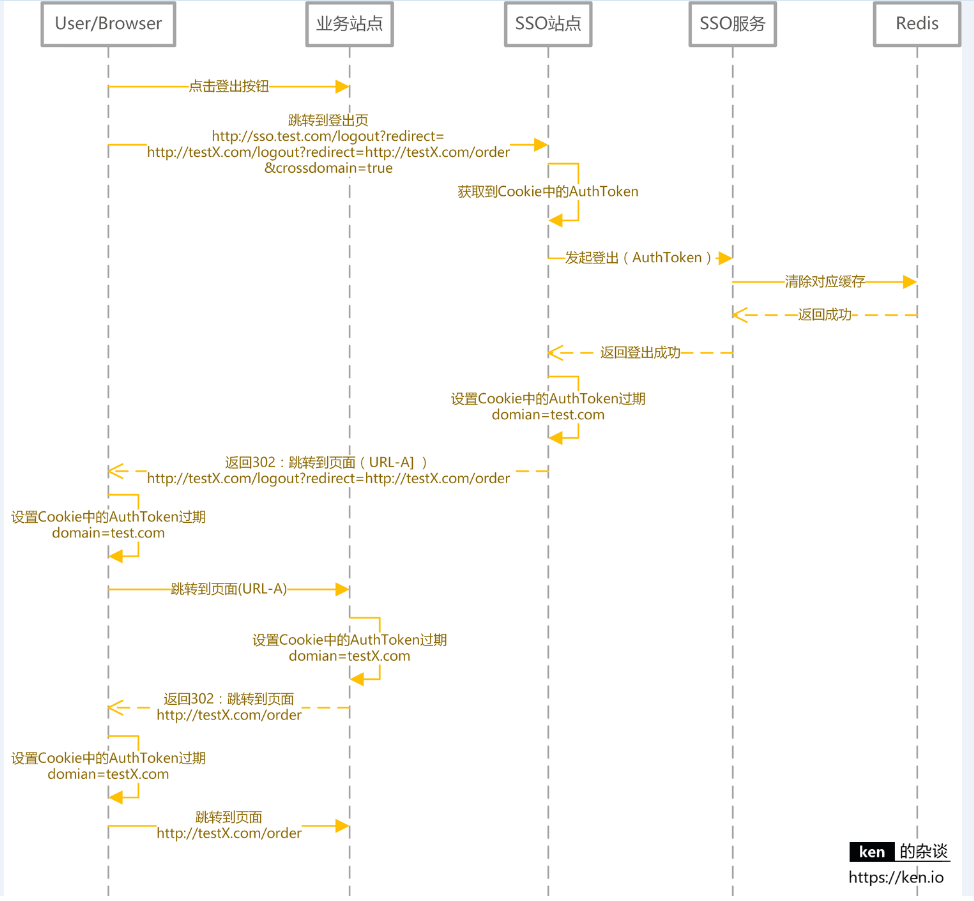 User/Browser
业务站点
SSO站点
SSO服务
Redis
点击登出按钮
跳转到登出页
http://sso.test.com/logout?redirect=
http://testX.com/logout?redirect=http://testX.com/order
&crossdomain=true
获取到Cookie中的AuthToken
发起登出（AuthToken）
清除对应缓存
返回成功
返回登出成功
设置Cookie中的AuthToken过期
domian=test.com
返回302：跳转到页面（URL-A]）
http://testX.com/logout?redirect=http://testX.com/order
设置Cookie中的AuthToken过期
domain=test.com
跳转到页面(URL-A)
设置Cookie中的AuthToken过期
domian=testX.com
返回302：跳转到页面
http://testX.com/order
设置Cookie中的AuthToken过期
domian=testX.com
跳转到页面
http://testX.com/order
ken 的杂谈
https://ken.io